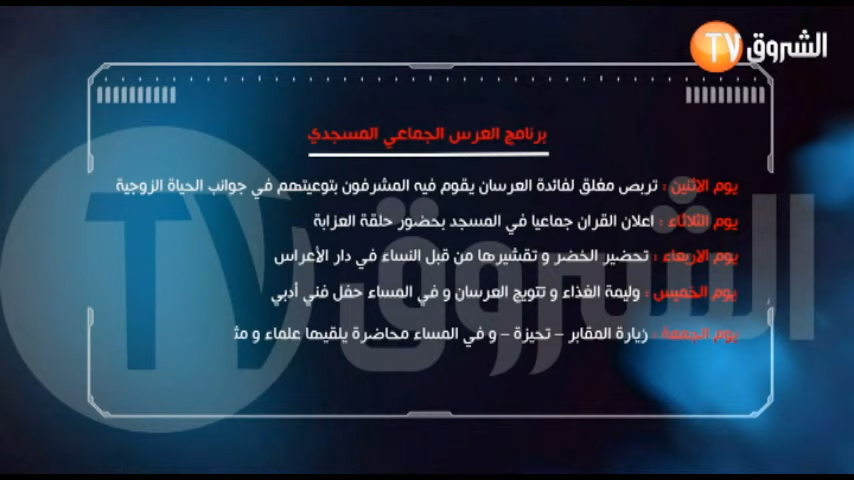 الشروق TV
برنامج العرس الجماعي المسجدي
يوم الاثنين : تربص مغلق لفائدة العرسان يقوم فيه المشرفون بتوعيتهم في جوانب الحياة الزوجية
يوم الثلاثاء : اعلان القران جماعيا في المسجد بحضور حلقة العزابة
يوم الاربعاء : تحضير الخضر و تقشيرها من قبل النساء في دار الأعراس
يوم الخميس : وليمة الغذاء و تتويج العرسان و في المساء حفل فني أدبي
يوم الجمعة : زيارة المقابر – تحيزة – و في المساء محاضرة يلقيها علماء و مث
الشروق TV